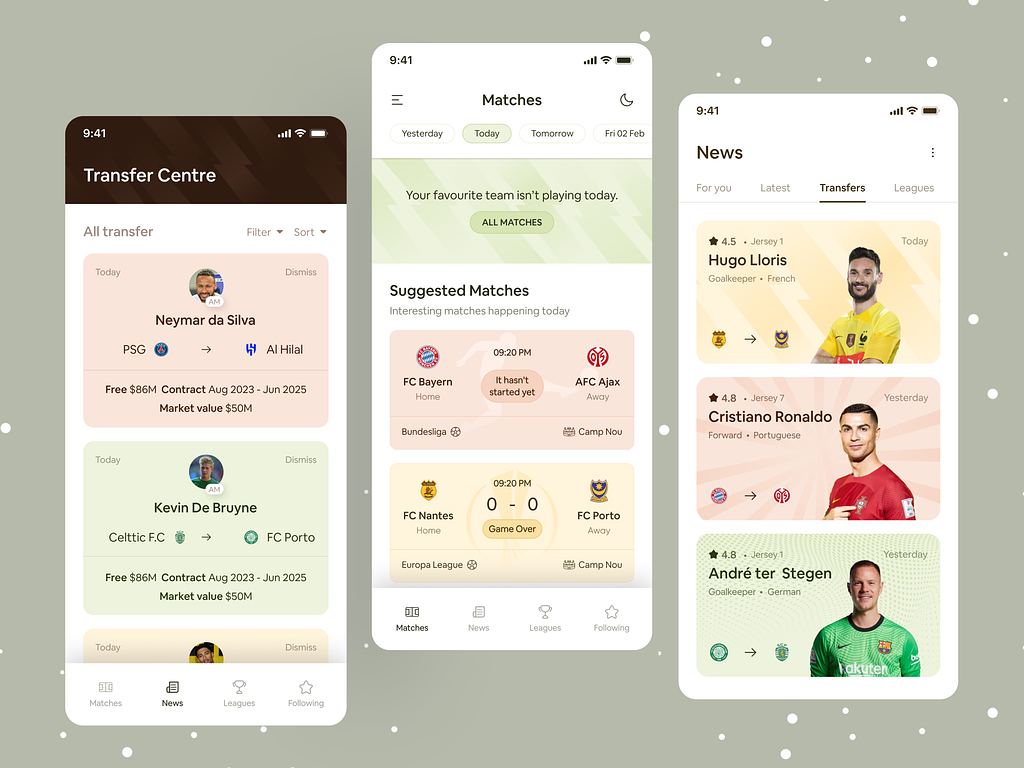 9:41
Transfer Centre
All transfer
Filter
Sort
Today
Dismiss
AM
Neymar da Silva
PSG → Al Hilal
Free $86M Contract Aug 2023 - Jun 2025
Market value $50M
Today
Dismiss
AM
Kevin De Bruyne
Celttic F.C → FC Porto
Free $86M Contract Aug 2023 - Jun 2025
Market value $50M
Today
Dismiss
Matches
News
Leagues
Following
9:41
Matches
Yesterday
Today
Tomorrow
Fri 02 Feb
Your favourite team isn't playing today.
ALL MATCHES
Suggested Matches
Interesting matches happening today
09:20 PM
FC Bayern
Home
It hasn't
started yet
AFC Ajax
Away
Bundesliga
Camp Nou
09:20 PM
0 - 0
FC Nantes
Home
Game Over
FC Porto
Away
Europa League
Camp Nou
Matches
News
Leagues
Following
9:41
News
For you
Latest
Transfers
Leagues
4.5 • Jersey 1
Today
Hugo Lloris
Goalkeeper • French
→
4.8 • Jersey 7
Yesterday
Cristiano Ronaldo
Forward • Portuguese
→
4.8 • Jersey 1
Yesterday
André ter Stegen
Goalkeeper • German
→
Rakuten